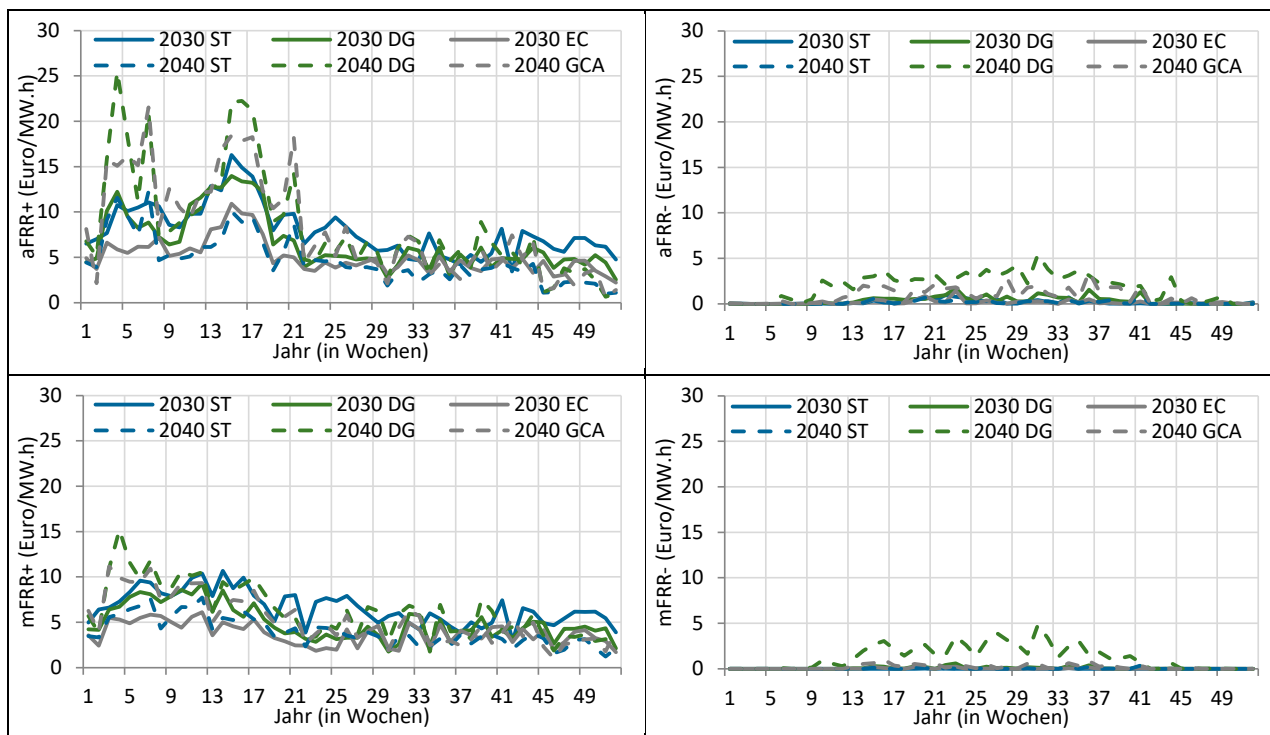 30
2030 ST 2030 DG 2030 EC
2040 ST 2040 DG 2040 GCA
25
20
15
10
5
0
aFRR+ (Euro/MW.h)
1 5 9 13 17 21 25 29 33 37 41 45 49
Jahr (in Wochen)
30
2030 ST 2030 DG 2030 EC
2040 ST 2040 DG 2040 GCA
25
20
15
10
5
0
aFRR- (Euro/MW.h)
1 5 9 13 17 21 25 29 33 37 41 45 49
Jahr (in Wochen)
30
2030 ST 2030 DG 2030 EC
2040 ST 2040 DG 2040 GCA
25
20
15
10
5
0
mFRR+ (Euro/MW.h)
1 5 9 13 17 21 25 29 33 37 41 45 49
Jahr (in Wochen)
30
2030 ST 2030 DG 2030 EC
2040 ST 2040 DG 2040 GCA
25
20
15
10
5
0
mFRR- (Euro/MW.h)
1 5 9 13 17 21 25 29 33 37 41 45 49
Jahr (in Wochen)